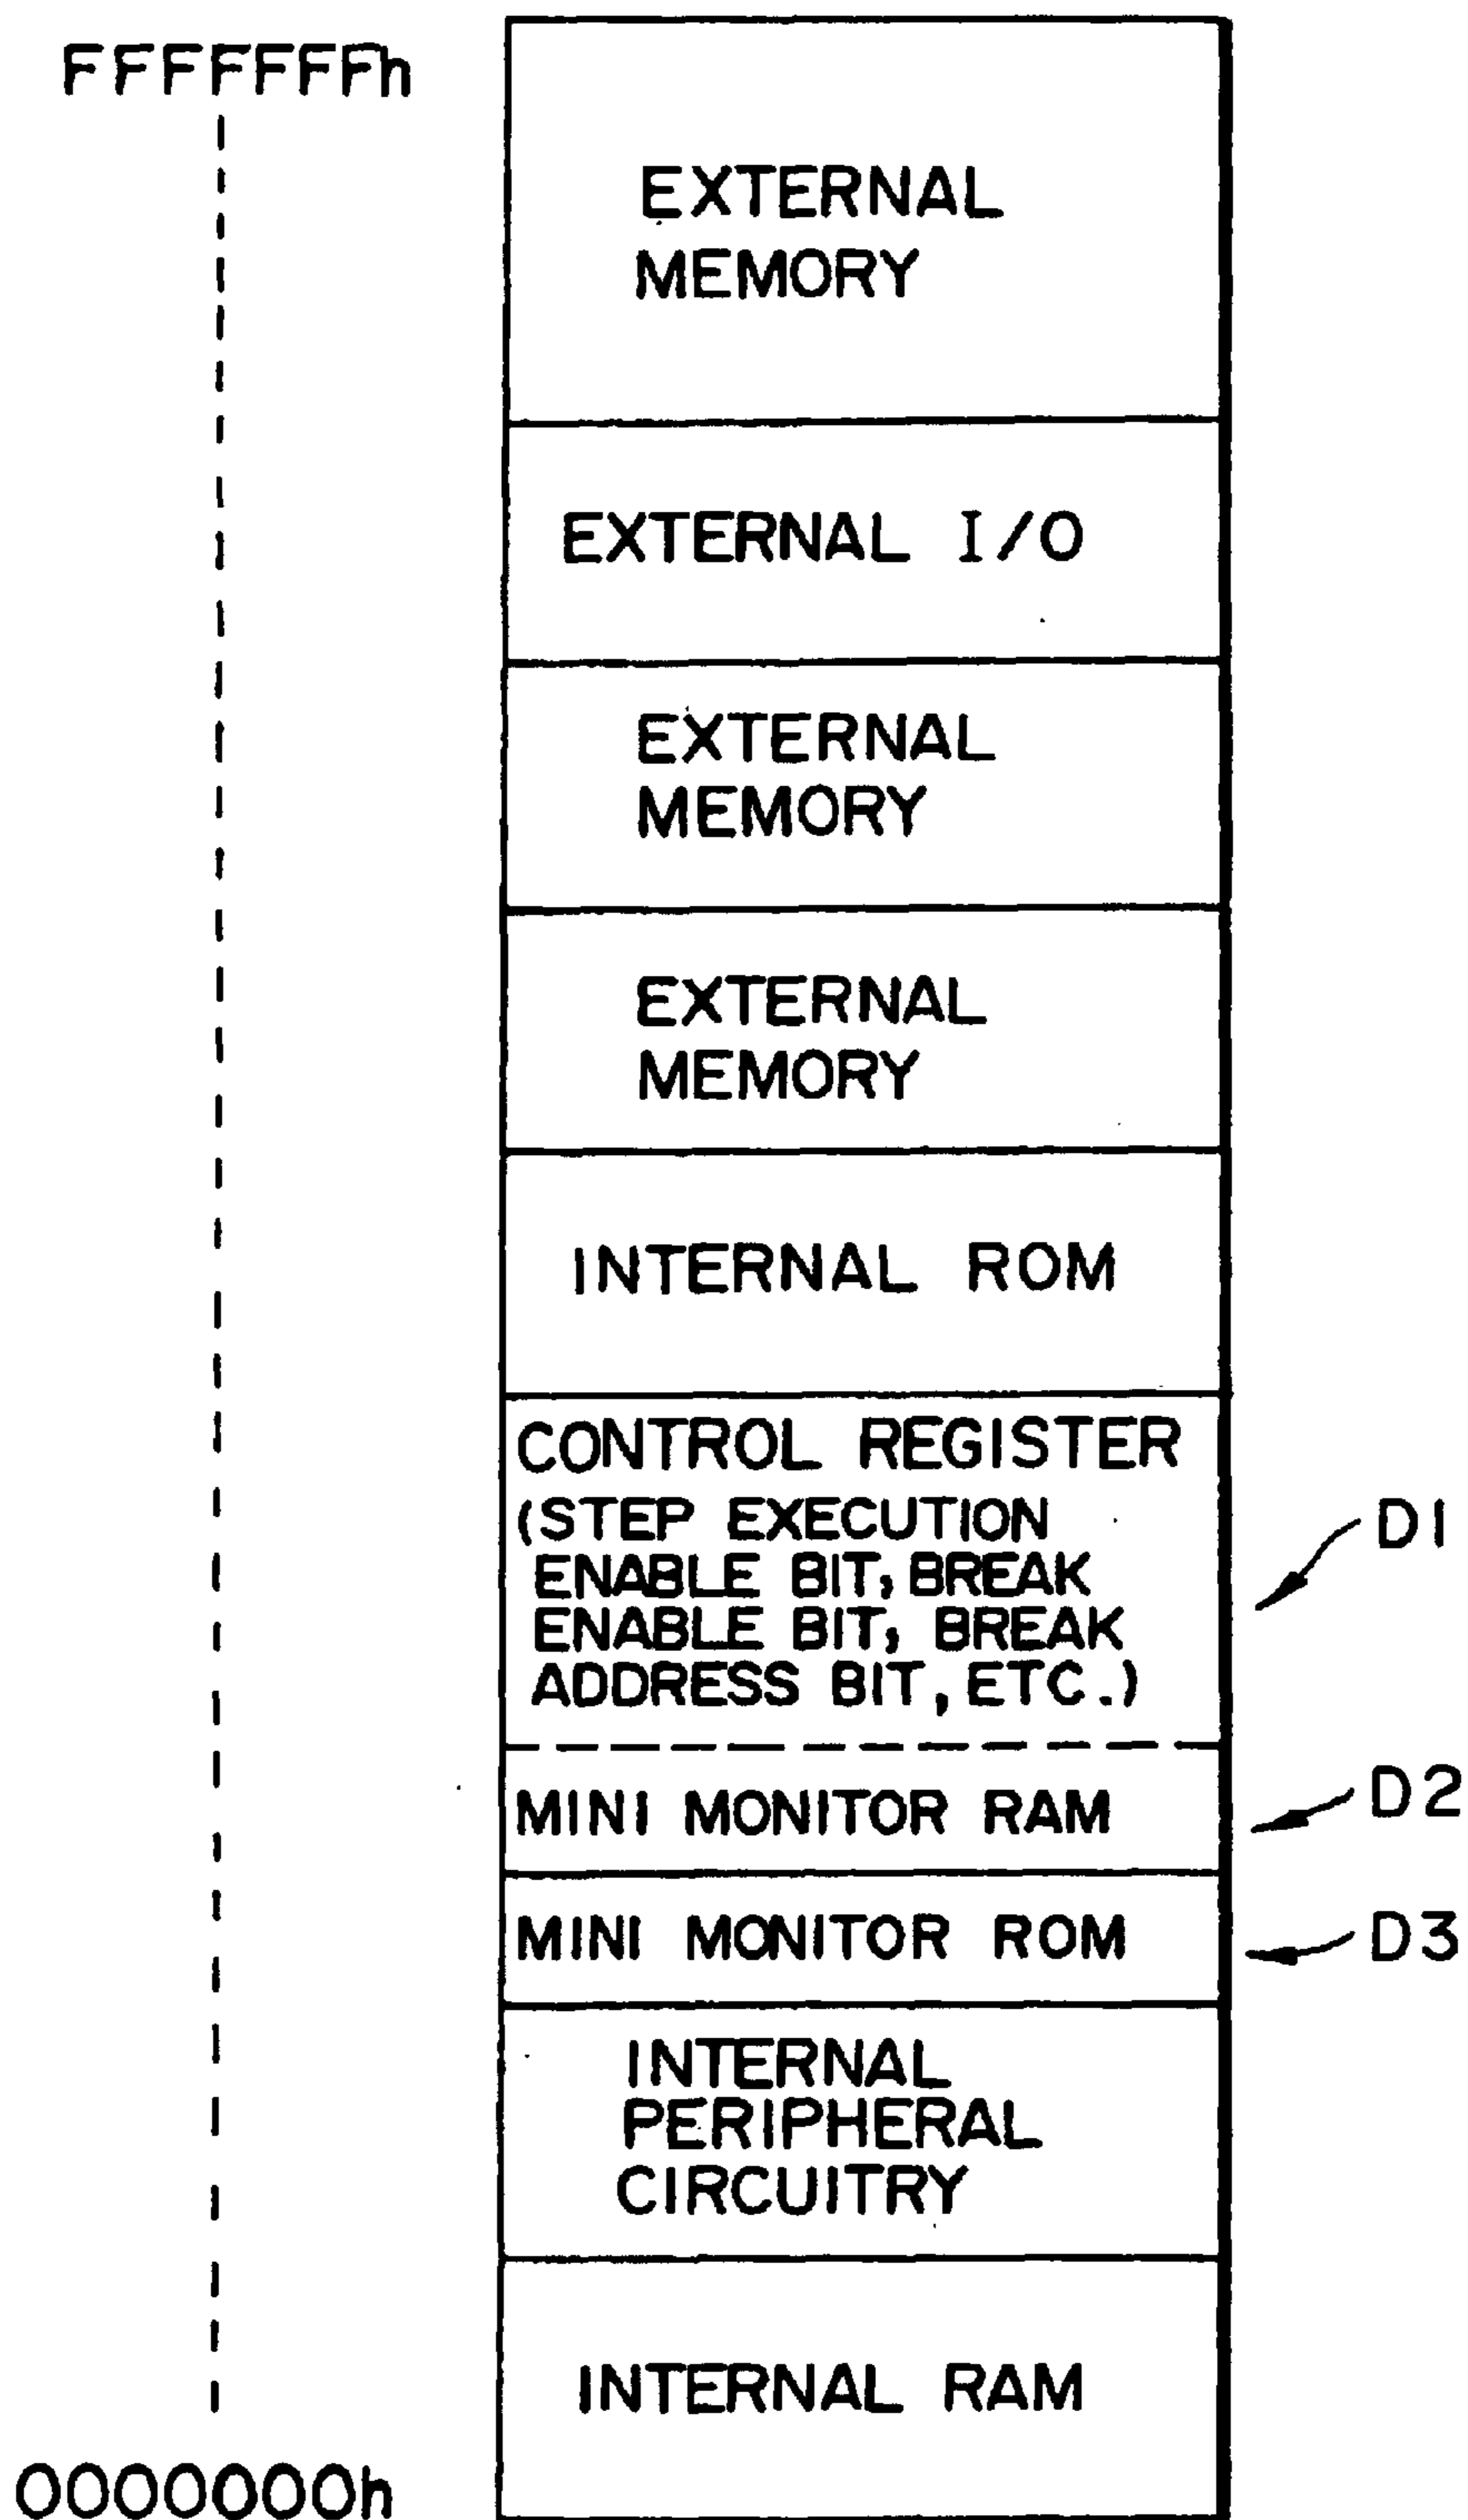 FFFFFFFh
EXTERNAL
MEMORY
EXTERNAL I/O
EXTERNAL
MEMORY
EXTERNAL
MEMORY
INTERNAL ROM
CONTROL REGISTER
(STEP EXECUTION
ENABLE BIT, BREAK
ENABLE BIT, BREAK
ADDRESS BIT, ETC.)
D1
MINI MONITOR RAM
D2
MINI MONITOR ROM
D3
INTERNAL
PERIPHERAL
CIRCUITRY
INTERNAL RAM
0000000h